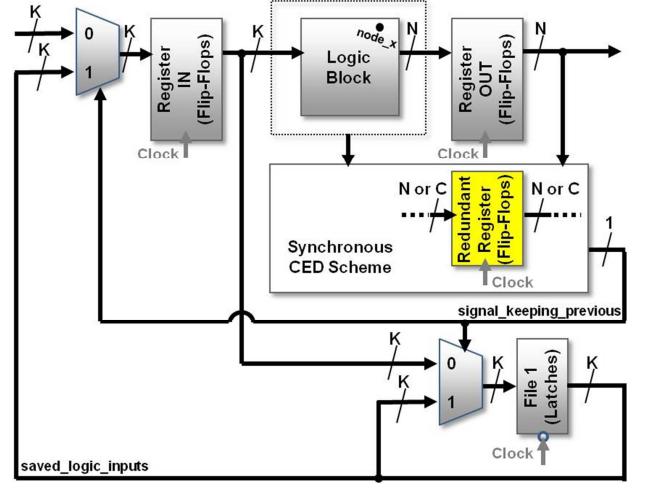 K
K
0
1
K
Register
IN
(Flip-Flops)
Clock
K
Logic
Block
node_x
N
Register
OUT
(Flip-Flops)
Clock
N
Synchronous
CED Scheme
N or C
Redundant
Register
(Flip-Flops)
N or C
Clock
1
signal_keeping_previous
K
K
0
1
K
File 1
(Latches)
Clock
K
saved_logic_inputs